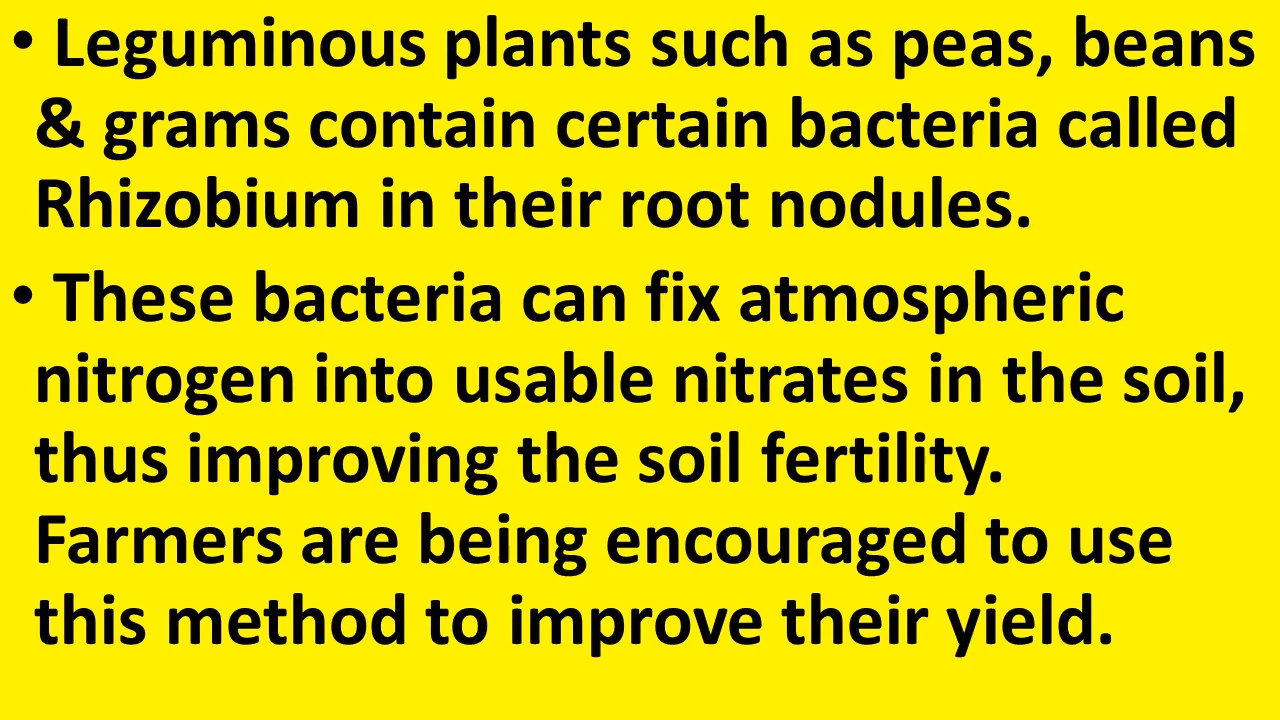 • Leguminous plants such as peas, beans
& grams contain certain bacteria called
Rhizobium in their root nodules.
• These bacteria can fix atmospheric
nitrogen into usable nitrates in the soil,
thus improving the soil fertility.
Farmers are being encouraged to use
this method to improve their yield.